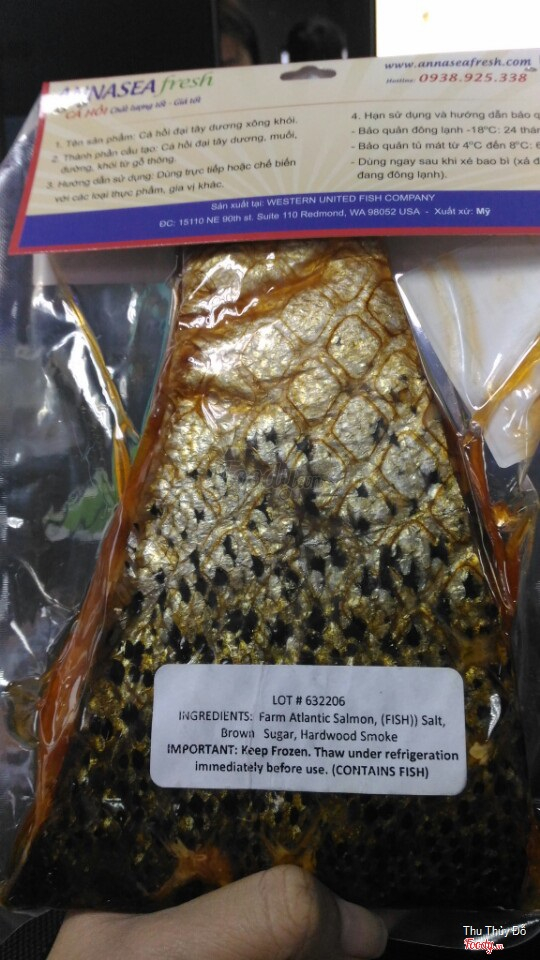 ANNASEA fresh
CÁ HỒI Chất lượng tốt - Giá tốt
www.annaseafresh.com
Hotline: 0938.925.338
1. Tên sản phẩm: Cá hồi đại tây dương xông khói.
2. Thành phần cấu tạo: Cá hồi đại tây dương, muối,
đường, khói từ gỗ thông.
3. Hướng dẫn sử dụng: Dùng trực tiếp hoặc chế biến
với các loại thực phẩm, gia vị khác.
4. Hạn sử dụng và hướng dẫn bảo q
- Bảo quản đông lạnh -18ºC: 24 thán
- Bảo quản tủ mát từ 4ºC đến 8ºC: 6
- Dùng ngay sau khi xé bao bì (xả đ
đang đông lạnh).
Sản xuất tại: WESTERN UNITED FISH COMPANY
ĐC: 15110 NE 90th st. Suite 110 Redmond, WA 98052 USA - Xuất xứ: Mỹ
LOT # 632206
INGREDIENTS: Farm Atlantic Salmon, (FISH)) Salt,
Brown Sugar, Hardwood Smoke
IMPORTANT: Keep Frozen. Thaw under refrigeration
immediately before use. (CONTAINS FISH)
Thu Thủy Đỗ
Foody.vn